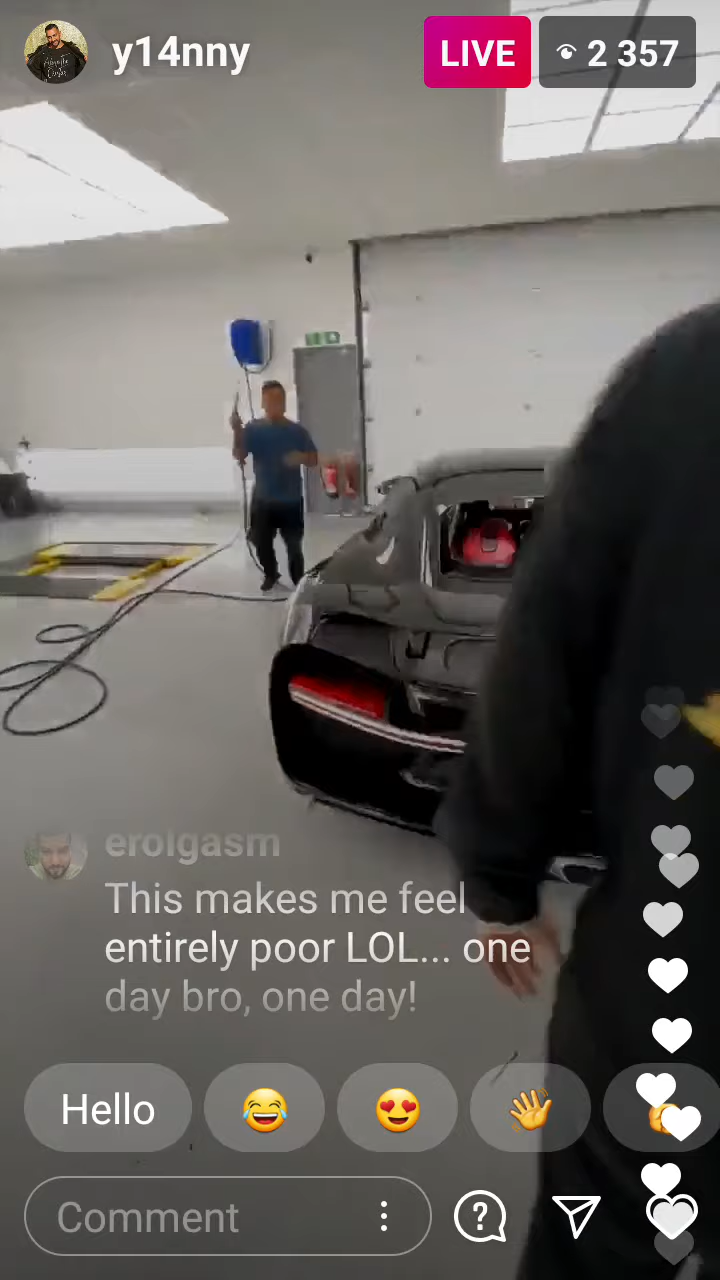 y14nny
LIVE
2 357
erolgasm
This makes me feel
entirely poor LOL... one
day bro, one day!
Hello
Comment